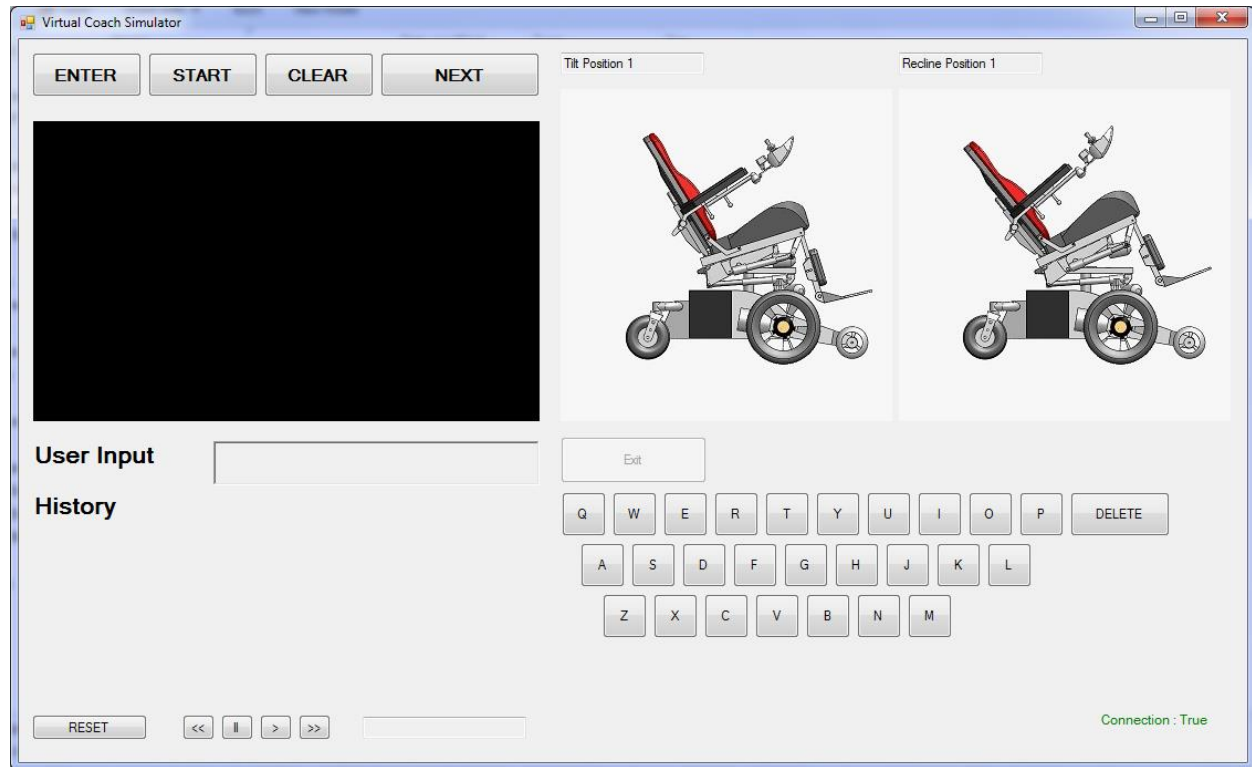 Virtual Coach Simulator
ENTER START CLEAR NEXT
Tilt Position 1
Recline Position 1
User Input
Exit
History
Q W E R T Y U I O P DELETE
A S D F G H J K L
Z X C V B N M
RESET << || > >>
Connection : True